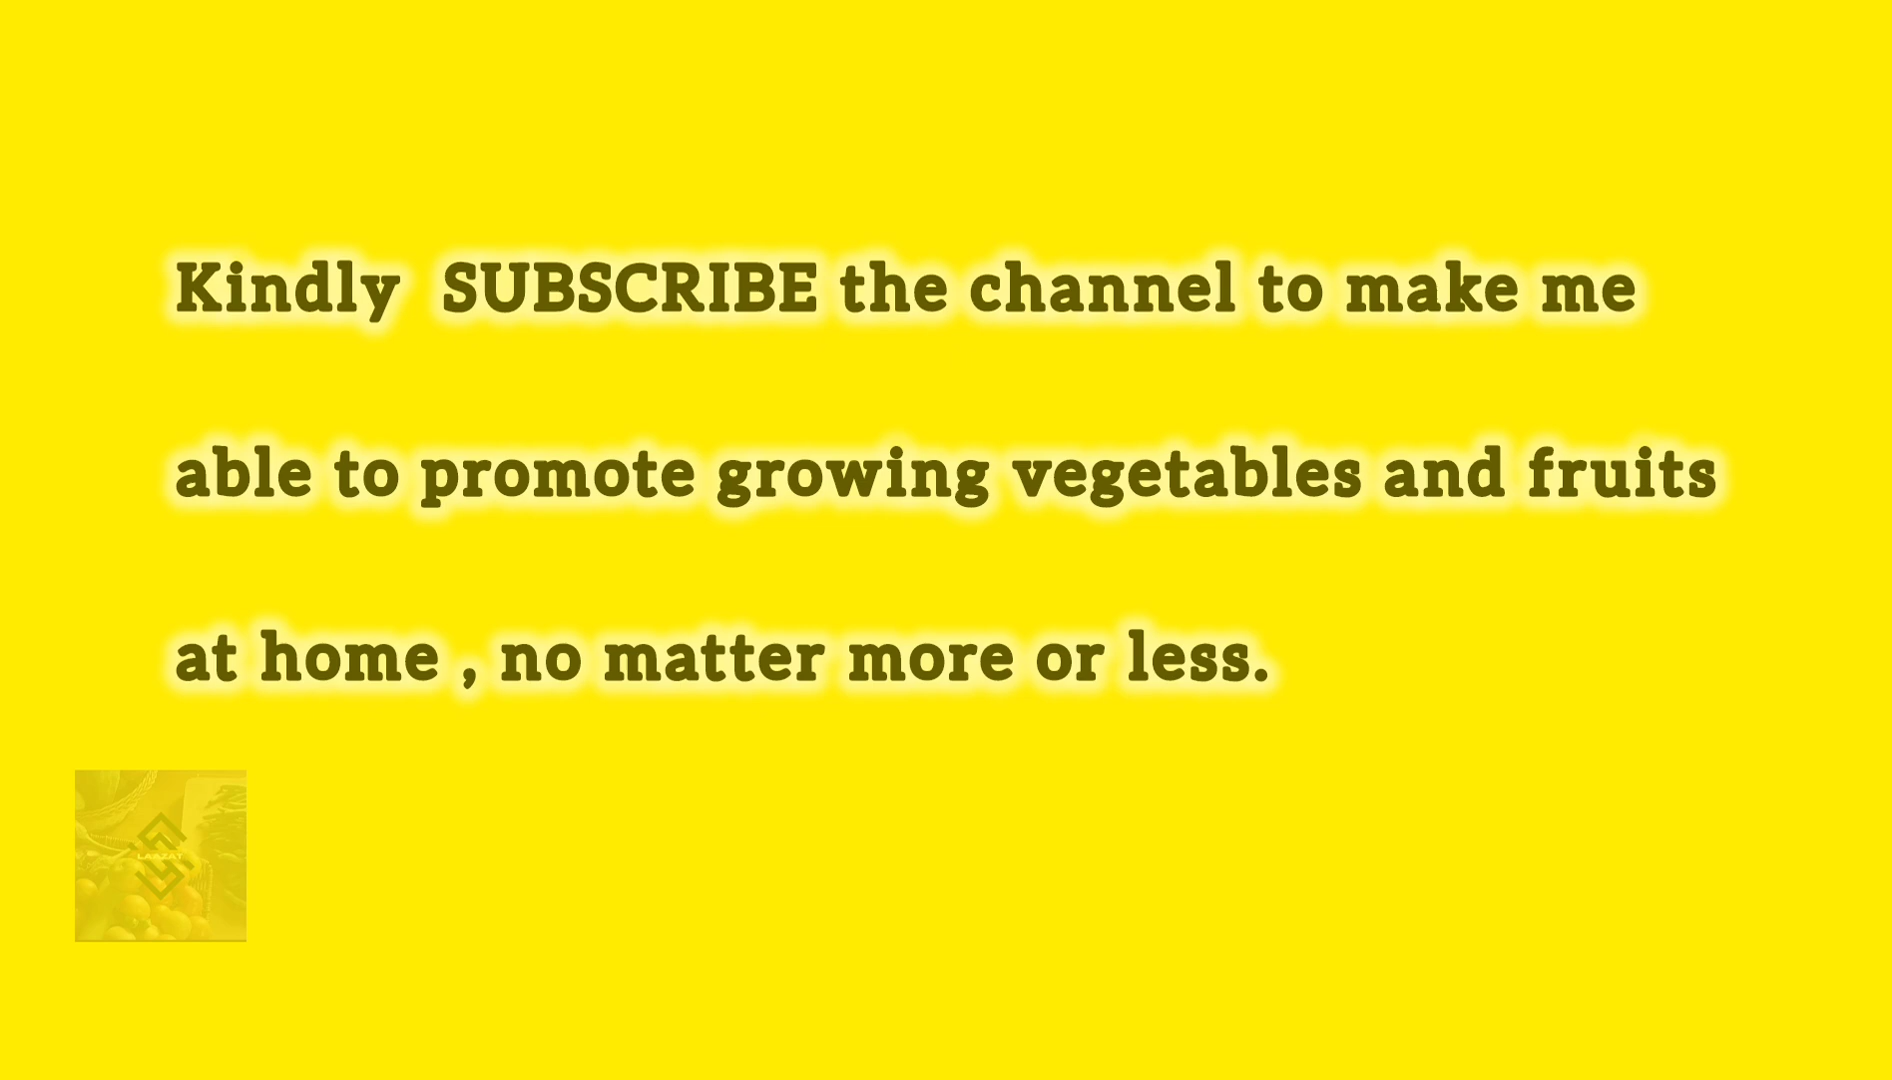 Kindly  SUBSCRIBE the channel to make me
able to promote growing vegetables and fruits
at home , no matter more or less.
LAZZAT